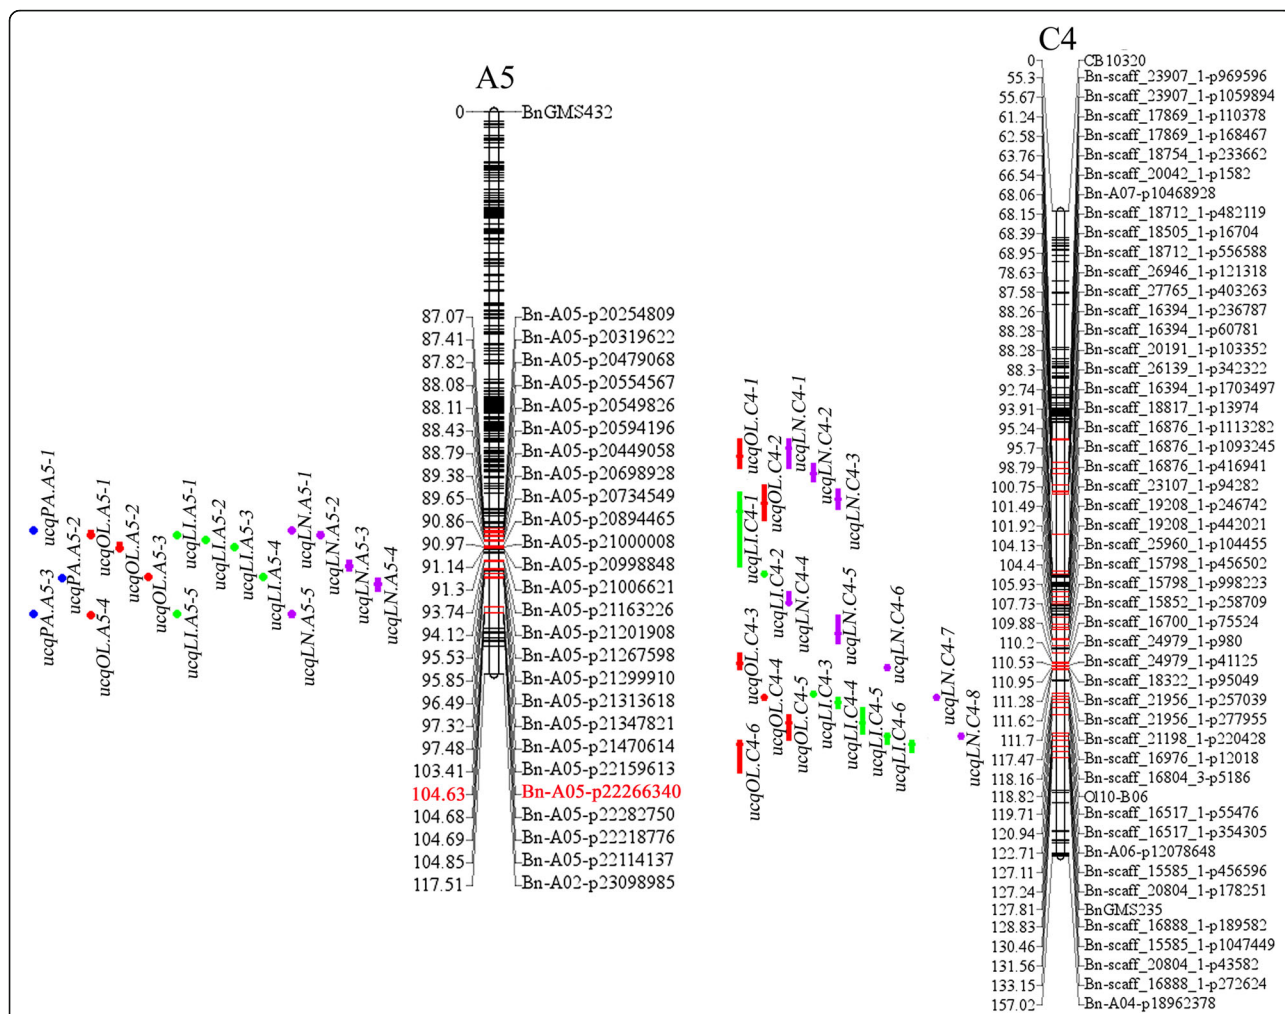 A5
0 BnGMS432
87.07 Bn-A05-p20254809
87.41 Bn-A05-p20319622
87.82 Bn-A05-p20479068
88.08 Bn-A05-p20554567
88.11 Bn-A05-p20549826
88.43 Bn-A05-p20594196
88.79 Bn-A05-p20449058
89.38 Bn-A05-p20698928
89.65 Bn-A05-p20734549
90.86 Bn-A05-p20894465
90.97 Bn-A05-p21000008
91.14 Bn-A05-p20998848
91.3 Bn-A05-p21006621
93.74 Bn-A05-p21163226
94.12 Bn-A05-p21201908
95.53 Bn-A05-p21267598
95.85 Bn-A05-p21299910
96.49 Bn-A05-p21313618
97.32 Bn-A05-p21347821
97.48 Bn-A05-p21470614
103.41 Bn-A05-p22159613
104.63 Bn-A05-p22266340
104.68 Bn-A05-p22282750
104.69 Bn-A05-p22218776
104.85 Bn-A05-p22114137
117.51 Bn-A02-p23098985
ucqPA.A5-1
ucqPA.A5-2
ucqPA.A5-3
ucqOL.A5-1
ucqOL.A5-2
ucqOL.A5-3
ucqOL.A5-4
ucqLI.A5-1
ucqLI.A5-2
ucqLI.A5-3
ucqLI.A5-4
ucqLI.A5-5
ucqLN.A5-1
ucqLN.A5-2
ucqLN.A5-3
ucqLN.A5-4
ucqLN.A5-5
C4
0 CB10320
55.3 Bn-scaff_23907_1-p969596
55.67 Bn-scaff_23907_1-p1059894
61.24 Bn-scaff_17869_1-p110378
62.58 Bn-scaff_17869_1-p168467
63.76 Bn-scaff_18754_1-p233662
66.54 Bn-scaff_20042_1-p1582
68.06 Bn-A07-p10468928
68.15 Bn-scaff_18712_1-p482119
68.39 Bn-scaff_18505_1-p16704
68.95 Bn-scaff_18712_1-p556588
78.63 Bn-scaff_26946_1-p121318
87.58 Bn-scaff_27765_1-p403263
88.26 Bn-scaff_16394_1-p236787
88.28 Bn-scaff_16394_1-p60781
88.28 Bn-scaff_20191_1-p103352
88.3 Bn-scaff_26139_1-p342322
92.74 Bn-scaff_16394_1-p1703497
93.91 Bn-scaff_18817_1-p13974
95.24 Bn-scaff_16876_1-p1113282
95.7 Bn-scaff_16876_1-p1093245
98.79 Bn-scaff_16876_1-p416941
100.75 Bn-scaff_23107_1-p94282
101.49 Bn-scaff_19208_1-p246742
101.92 Bn-scaff_19208_1-p442021
104.13 Bn-scaff_25960_1-p104455
104.4 Bn-scaff_15798_1-p456502
105.93 Bn-scaff_15798_1-p998223
107.73 Bn-scaff_15852_1-p258709
109.88 Bn-scaff_16700_1-p75524
110.2 Bn-scaff_24979_1-p980
110.53 Bn-scaff_24979_1-p41125
110.95 Bn-scaff_18322_1-p95049
111.28 Bn-scaff_21956_1-p257039
111.62 Bn-scaff_21956_1-p277955
111.7 Bn-scaff_21198_1-p220428
117.47 Bn-scaff_16976_1-p12018
118.16 Bn-scaff_16804_3-p5186
118.82 Ol10-B06
119.71 Bn-scaff_16517_1-p55476
120.94 Bn-scaff_16517_1-p354305
122.71 Bn-A06-p12078648
127.11 Bn-scaff_15585_1-p456596
127.24 Bn-scaff_20804_1-p178251
127.81 BnGMS235
128.83 Bn-scaff_16888_1-p189582
130.46 Bn-scaff_15585_1-p1047449
131.56 Bn-scaff_20804_1-p43582
133.15 Bn-scaff_16888_1-p272624
157.02 Bn-A04-p18962378
ucqOL.C4-1
ucqOL.C4-2
ucqOL.C4-3
ucqOL.C4-4
ucqOL.C4-5
ucqOL.C4-6
ucqLI.C4-1
ucqLI.C4-2
ucqLI.C4-3
ucqLI.C4-4
ucqLI.C4-5
ucqLI.C4-6
ucqLN.C4-1
ucqLN.C4-2
ucqLN.C4-3
ucqLN.C4-4
ucqLN.C4-5
ucqLN.C4-6
ucqLN.C4-7
ucqLN.C4-8